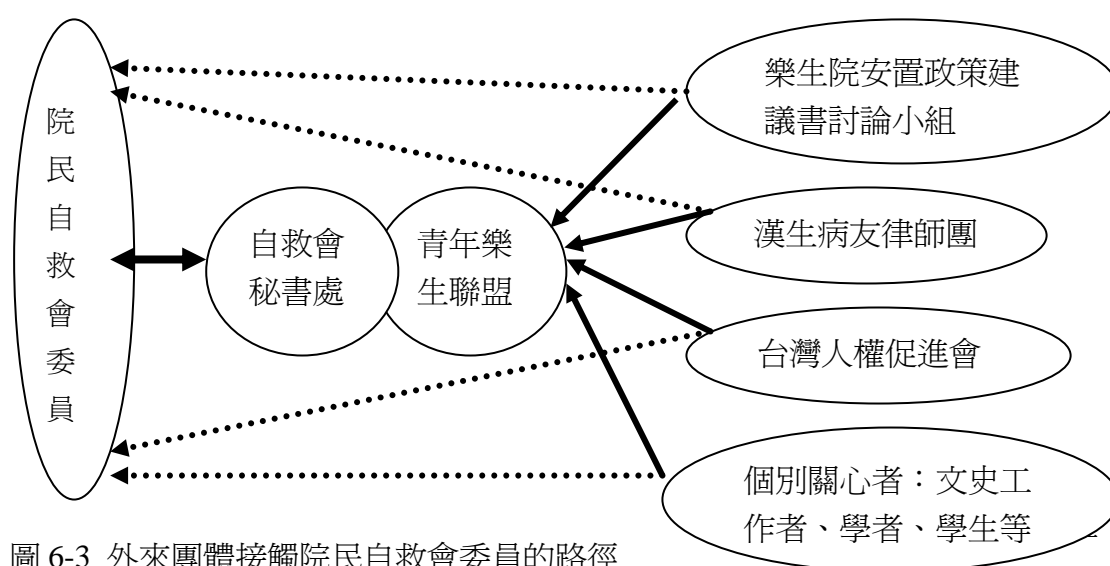 院
民
自
救
會
委
員
自救會
秘書處
青年樂
生聯盟
樂生院安置政策建
議書討論小組
漢生病友律師團
台灣人權促進會
個別關心者：文史工
作者、學者、學生等
圖 6-3 外來團體接觸院民自救會委員的路徑